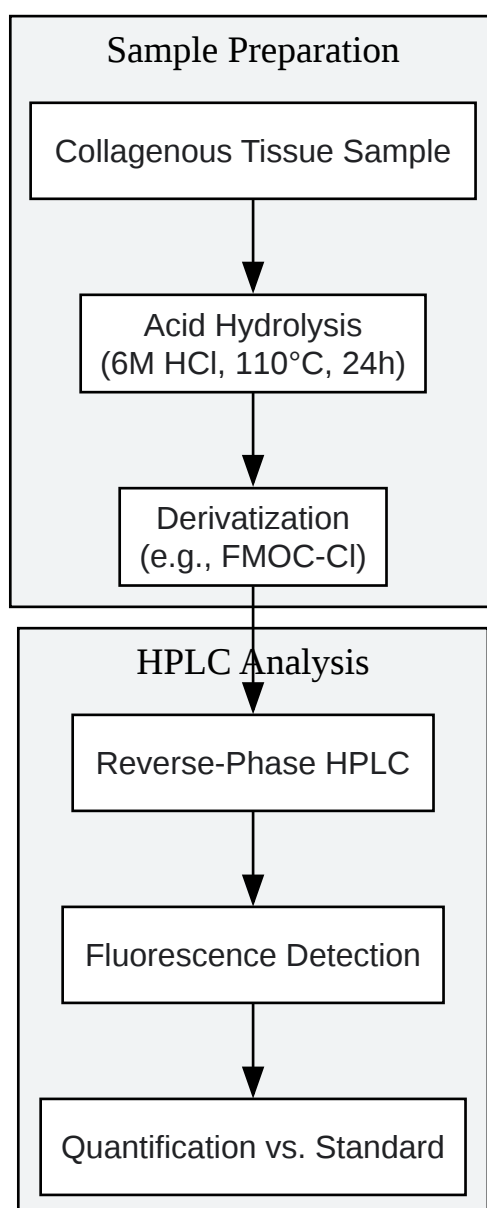 Sample Preparation
Collagenous Tissue Sample
Acid Hydrolysis
(6M HCl, 110°C, 24h)
Derivatization
(e.g., FMOC-Cl)
HPLC Analysis
Reverse-Phase HPLC
Fluorescence Detection
Quantification vs. Standard